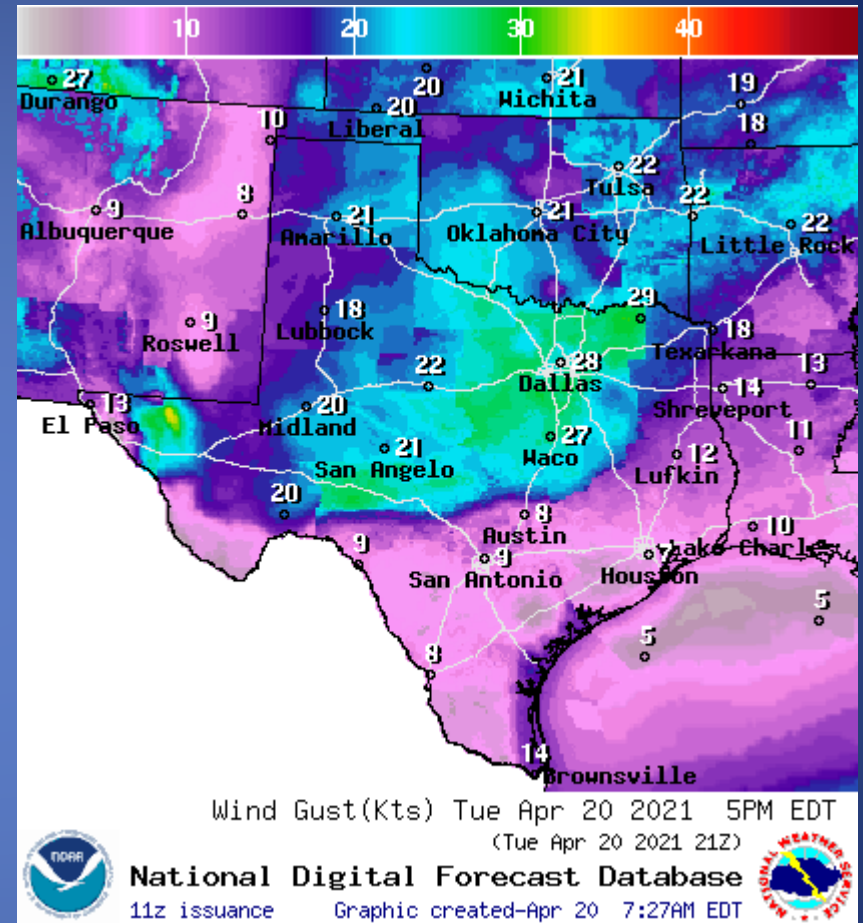 10 20 30 40
27
Durango
20
21
Wichita
19
20
Liberal
10
18
22
Tulsa
9
Albuquerque
8
21
Amarillo
21
Oklahoma City
22
22
Little Rock
9
Roswell
18
Lubbock
29
18
Texarkana
28
Dallas
22
13
14
Shreveport
13
El Paso
20
Midland
21
San Angelo
27
Waco
12
Lufkin
11
20
8
Austin
10
Lake Charle
9
9
San Antonio
7
Houston
5
5
8
14
Brownsville
Wind Gust(Kts) Tue Apr 20 2021 5PM EDT
(Tue Apr 20 2021 21Z)
NOAA
NATIONAL WEATHER SERVICE
National Digital Forecast Database
11z issuance Graphic created-Apr 20 7:27AM EDT